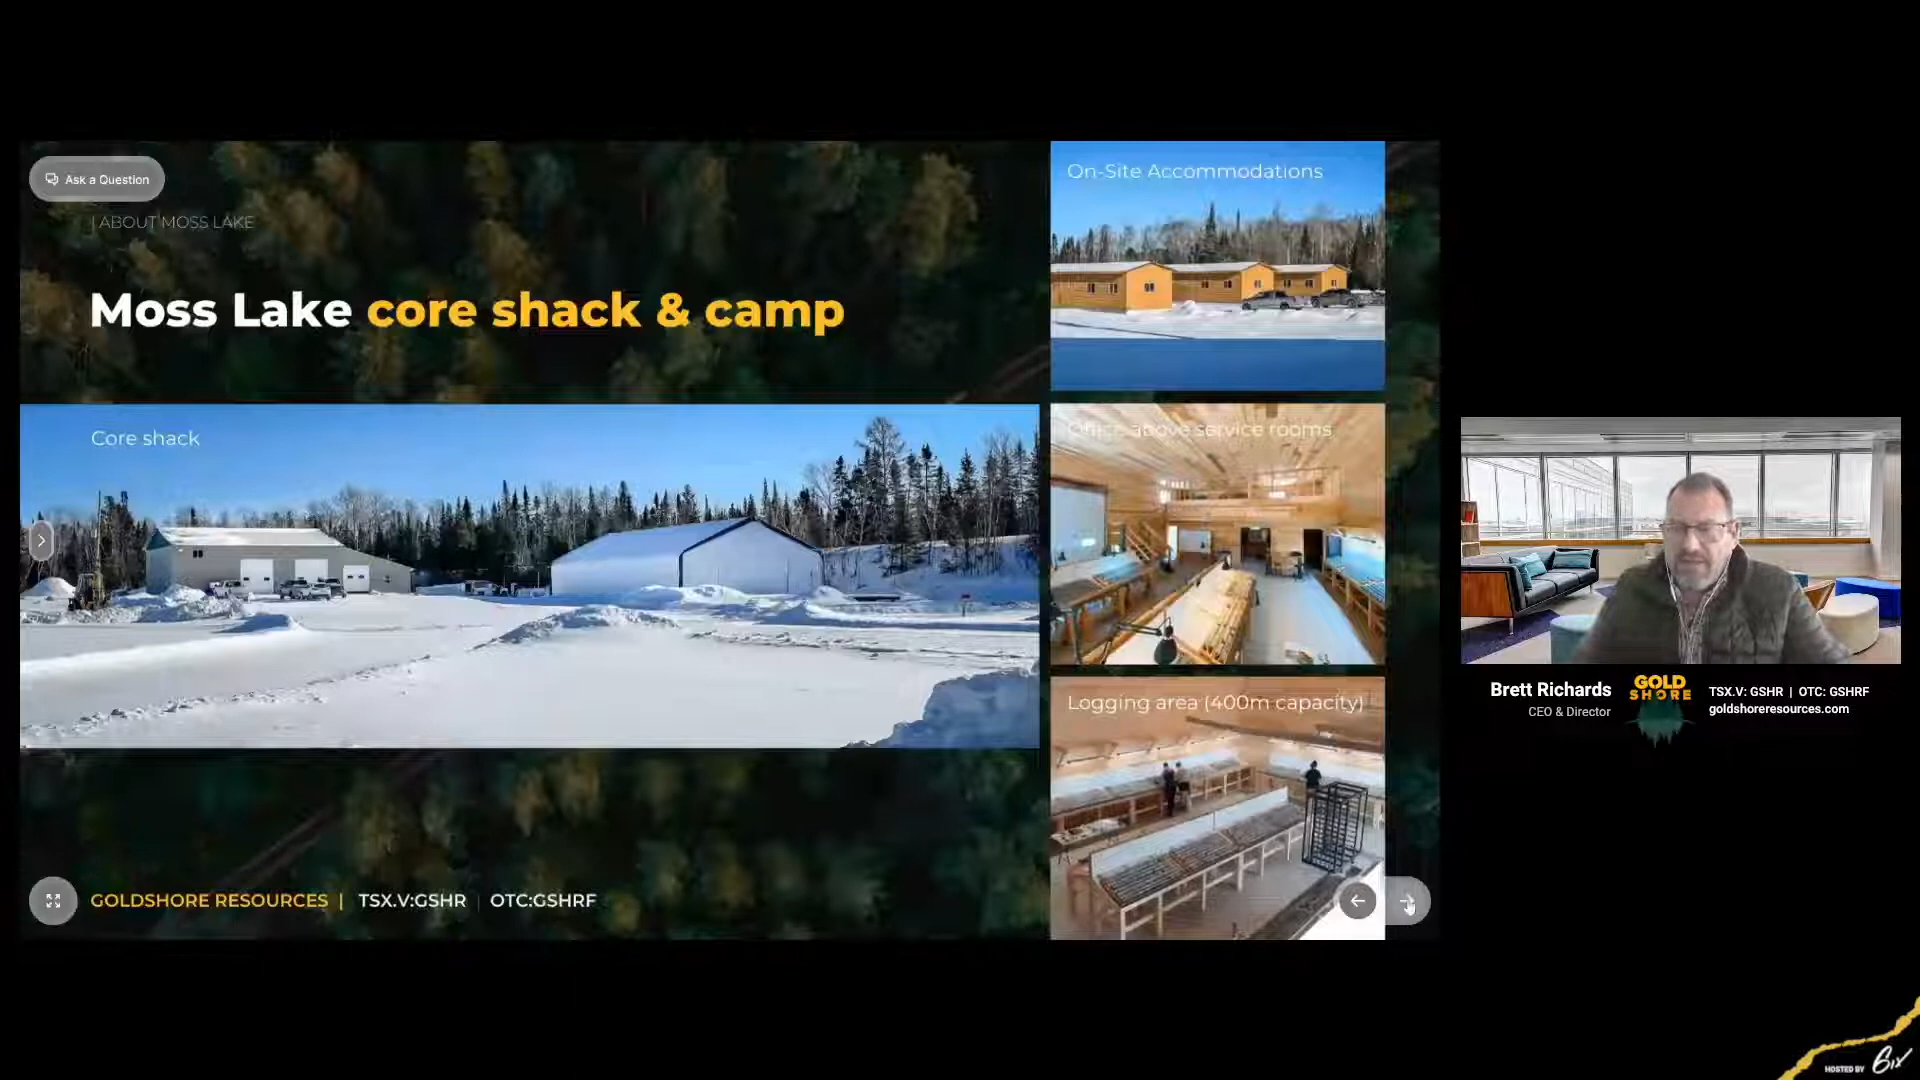 Ask a Question
| ABOUT MOSS LAKE
Moss Lake core shack & camp
Core shack
On-Site Accommodations
Office above service rooms
Logging area (400m capacity)
GOLDSHORE RESOURCES | TSX.V:GSHR | OTC:GSHRF
Brett Richards
CEO & Director
GOLD
SHORE
TSX.V: GSHR | OTC: GSHRF
goldshoreresources.com
HOSTED BY 6ix